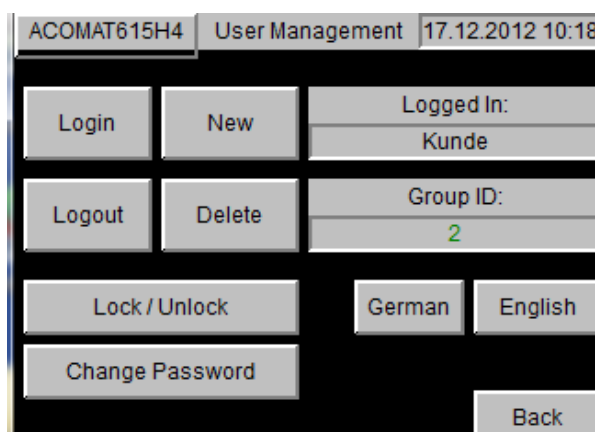 ACOMAT615H4 User Management 17.12.2012 10:18
Login New Logged In:
Kunde
Logout Delete Group ID:
2
Lock / Unlock German English
Change Password
Back